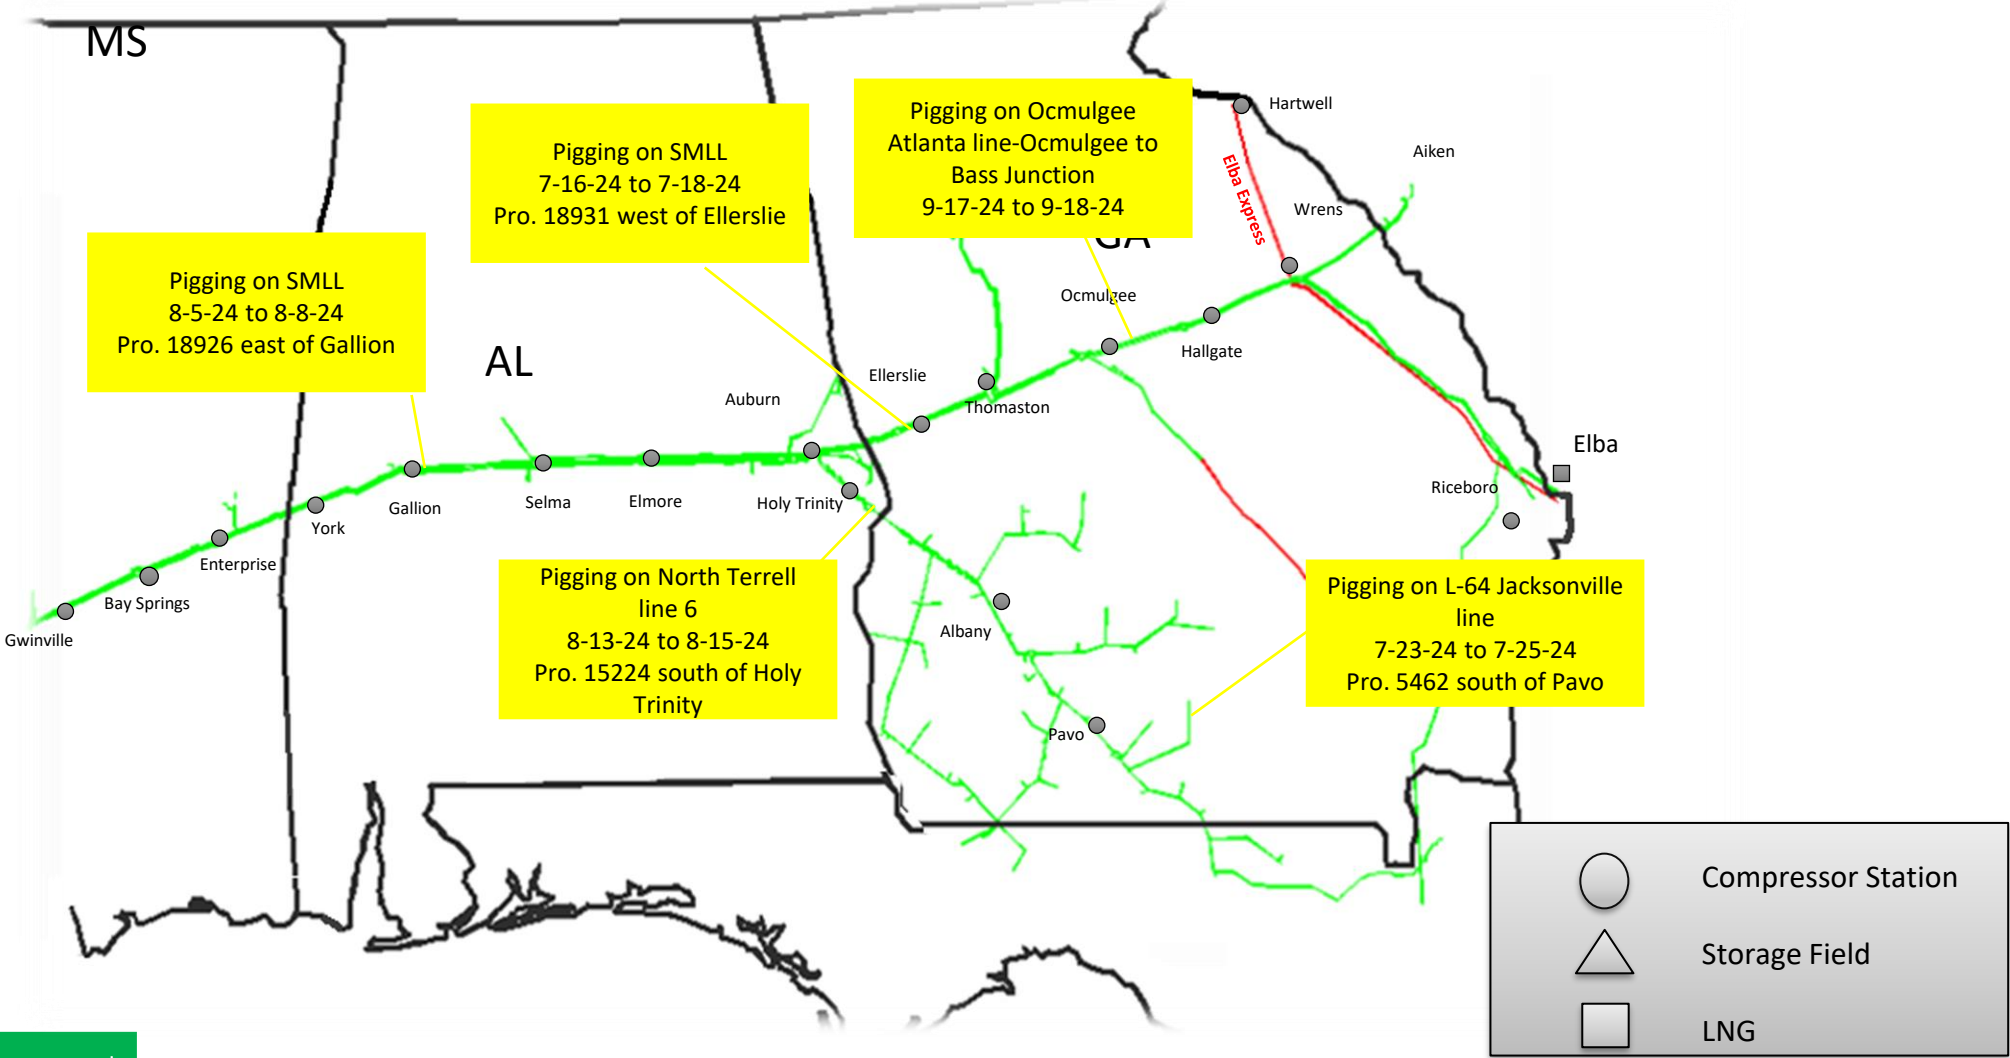 MS
Pigging on Ocmulgee
Atlanta line-Ocmulgee to
Bass Junction
9-17-24 to 9-18-24
Hartwell
Aiken
Pigging on SMLL
7-16-24 to 7-18-24
Pro. 18931 west of Ellerslie
Elba Express
Wrens
GA
Pigging on SMLL
8-5-24 to 8-8-24
Pro. 18926 east of Gallion
Ocmulgee
AL
Hallgate
Ellerslie
Auburn
Thomaston
Elba
Riceboro
Gallion
Selma
Elmore
Holy Trinity
York
Enterprise
Bay Springs
Gwinville
Pigging on North Terrell
line 6
8-13-24 to 8-15-24
Pro. 15224 south of Holy
Trinity
Albany
Pigging on L-64 Jacksonville
line
7-23-24 to 7-25-24
Pro. 5462 south of Pavo
Pavo
Compressor Station
Storage Field
LNG